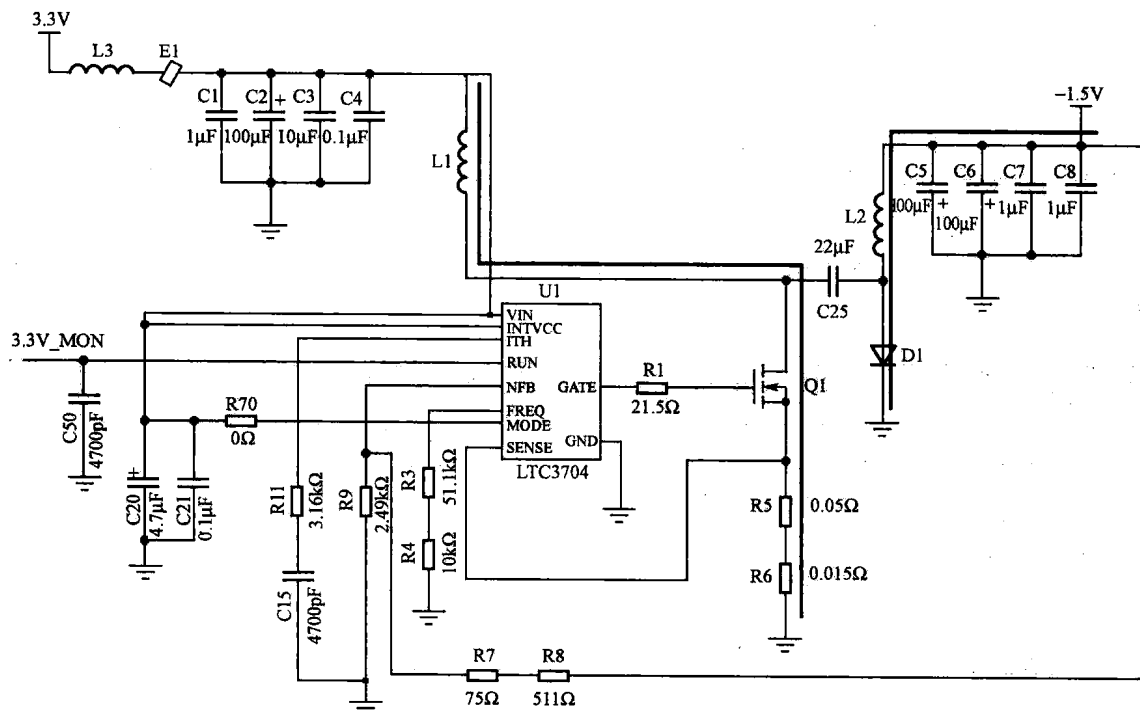 3.3V
L3
E1
C1
C2
+
C3
C4
1μF
100μF
10μF
0.1μF
L1
−1.5V
C5
C6
C7
C8
100μF
+
100μF
+
1μF
1μF
L2
22μF
C25
D1
U1
VIN
INTVCC
ITH
RUN
NFB
FREQ
MODE
SENSE
GATE
GND
LTC3704
3.3V_MON
C50
4700pF
R70
0Ω
R1
21.5Ω
Q1
+
C20
4.7μF
C21
0.1μF
R11
3.16kΩ
R9
2.49kΩ
R3
51.1kΩ
R4
10kΩ
C15
4700pF
R5
0.05Ω
R6
0.015Ω
R7
75Ω
R8
511Ω